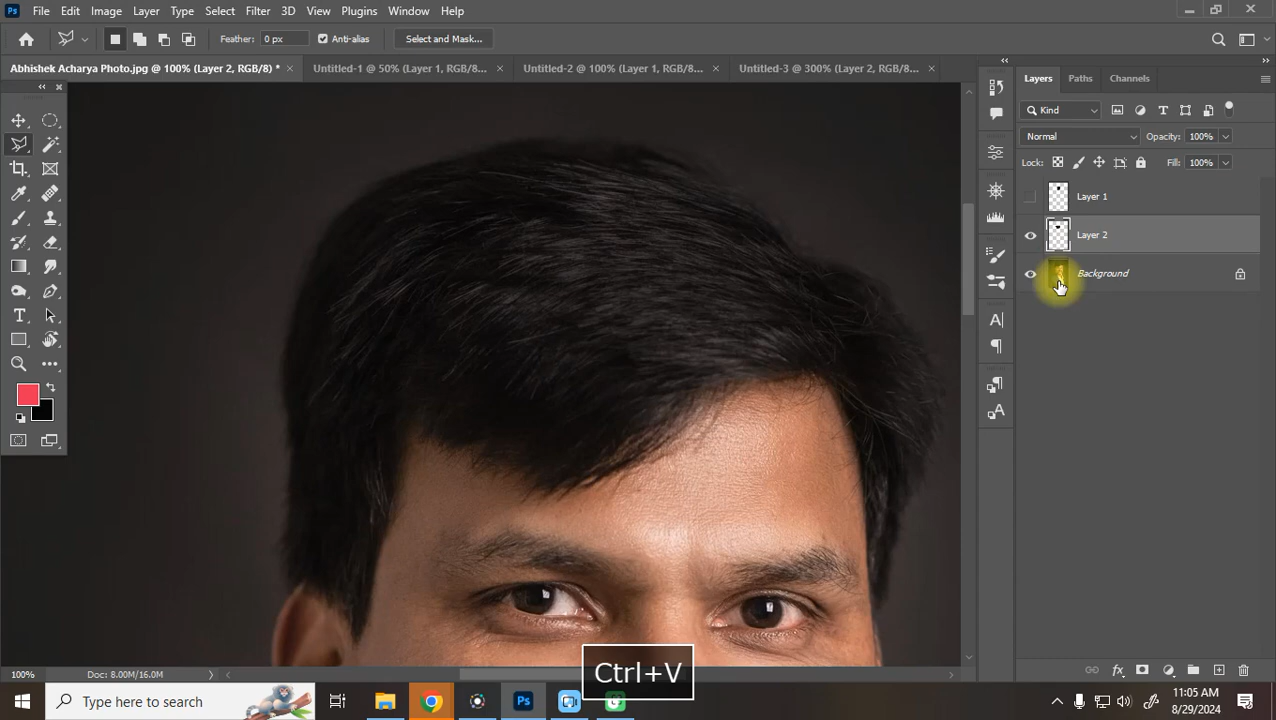 Ps File Edit Image Layer Type Select Filter 3D View Plugins Window Help
Feather: 0 px Anti-alias Select and Mask...
Abhishek Acharya Photo.jpg @ 100% (Layer 2, RGB/8) * Untitled-1 @ 50% (Layer 1, RGB/8... Untitled-2 @ 100% (Layer 1, RGB/8... Untitled-3 @ 300% (Layer 2, RGB/8...
Layers Paths Channels
Kind
Normal Opacity: 100%
Lock: Fill: 100%
Layer 1
Layer 2
Background
Ctrl+V
100% Doc: 8.00M/16.0M
Type here to search
Ps
11:05 AM
8/29/2024